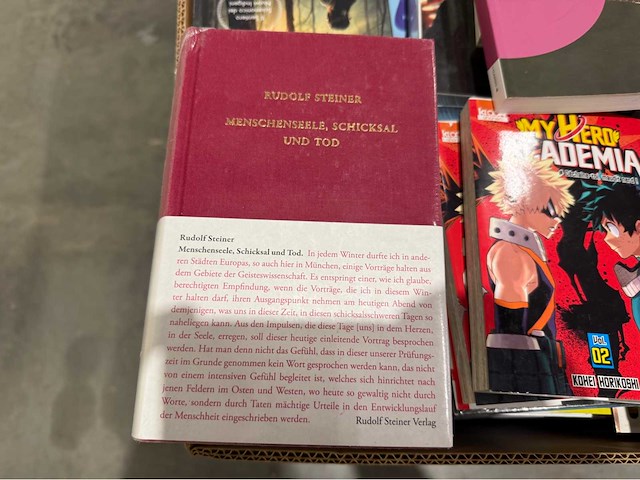 RUDOLF STEINER
MENSCHENSEELE, SCHICKSAL
UND TOD
Rudolf Steiner
Menschenseele, Schicksal und Tod. In jedem Winter durfte ich in ande-
ren Städten Europas, so auch hier in München, einige Vorträge halten aus
dem Gebiete der Geisteswissenschaft. Es entspringt einer, wie ich glaube,
berechtigten Empfindung, wenn die Vorträge, die ich in diesem Win-
ter halten darf, ihren Ausgangspunkt nehmen am heutigen Abend von
demjenigen, was uns in dieser Zeit, in diesen schicksalschweren Tagen so
naheliegen kann. Aus den Impulsen, die diese Tage [uns] in dem Herzen,
in der Seele, erregen, soll dieser heutige einleitende Vortrag besprochen
werden. Hat man denn nicht das Gefühl, dass in dieser unserer Prüfungs-
zeit im Grunde genommen kein Wort gesprochen werden kann, das nicht
von einem intensiven Gefühl begleitet ist, welches sich hinrichtet nach
jenen Feldern im Osten und Westen, wo heute so gewaltig nicht durch
Worte, sondern durch Taten mächtige Urteile in den Entwicklungslauf
der Menschheit eingeschrieben werden.
Rudolf Steiner Verlag
MY HERO
ACADEMIA
VOL.
02
KOHEI HORIKOSHI